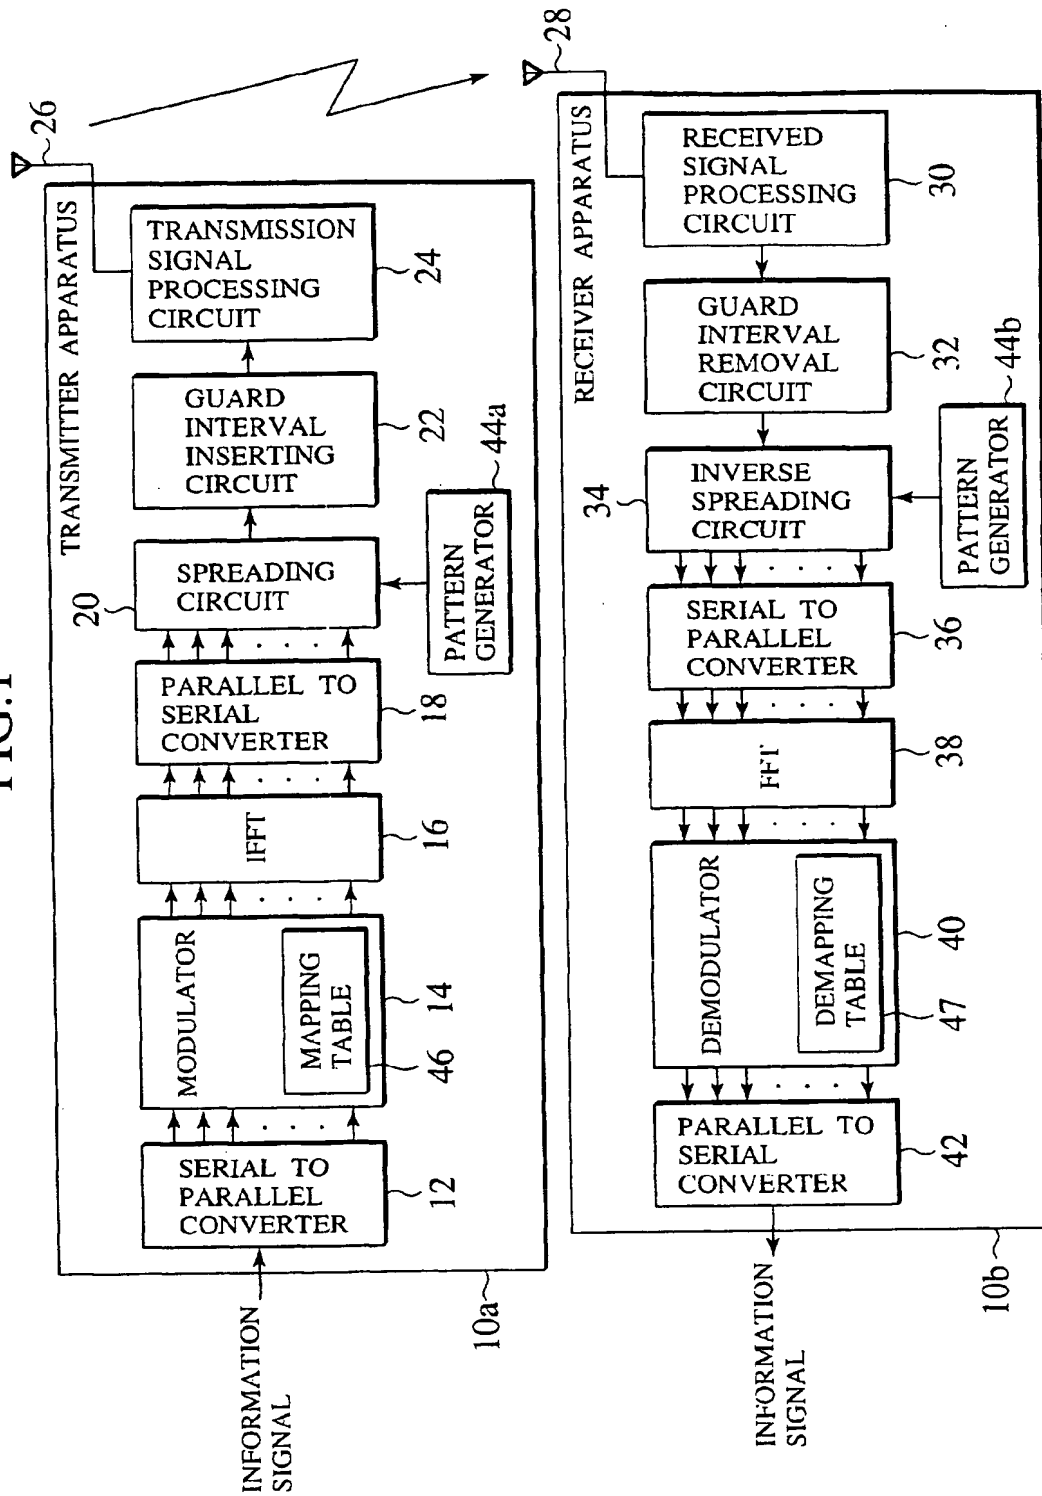 FIG.1
TRANSMITTER APPARATUS
INFORMATION
SIGNAL
SERIAL TO
PARALLEL
CONVERTER
12
MODULATOR
MAPPING
TABLE
46
14
IFFT
16
PARALLEL TO
SERIAL
CONVERTER
18
SPREADING
CIRCUIT
20
PATTERN
GENERATOR
44a
GUARD
INTERVAL
INSERTING
CIRCUIT
22
TRANSMISSION
SIGNAL
PROCESSING
CIRCUIT
24
26
10a
28
RECEIVER APPARATUS
RECEIVED
SIGNAL
PROCESSING
CIRCUIT
30
GUARD
INTERVAL
REMOVAL
CIRCUIT
32
INVERSE
SPREADING
CIRCUIT
34
PATTERN
GENERATOR
44b
SERIAL TO
PARALLEL
CONVERTER
36
FFT
38
DEMODULATOR
DEMAPPING
TABLE
47
40
PARALLEL TO
SERIAL
CONVERTER
42
INFORMATION
SIGNAL
10b